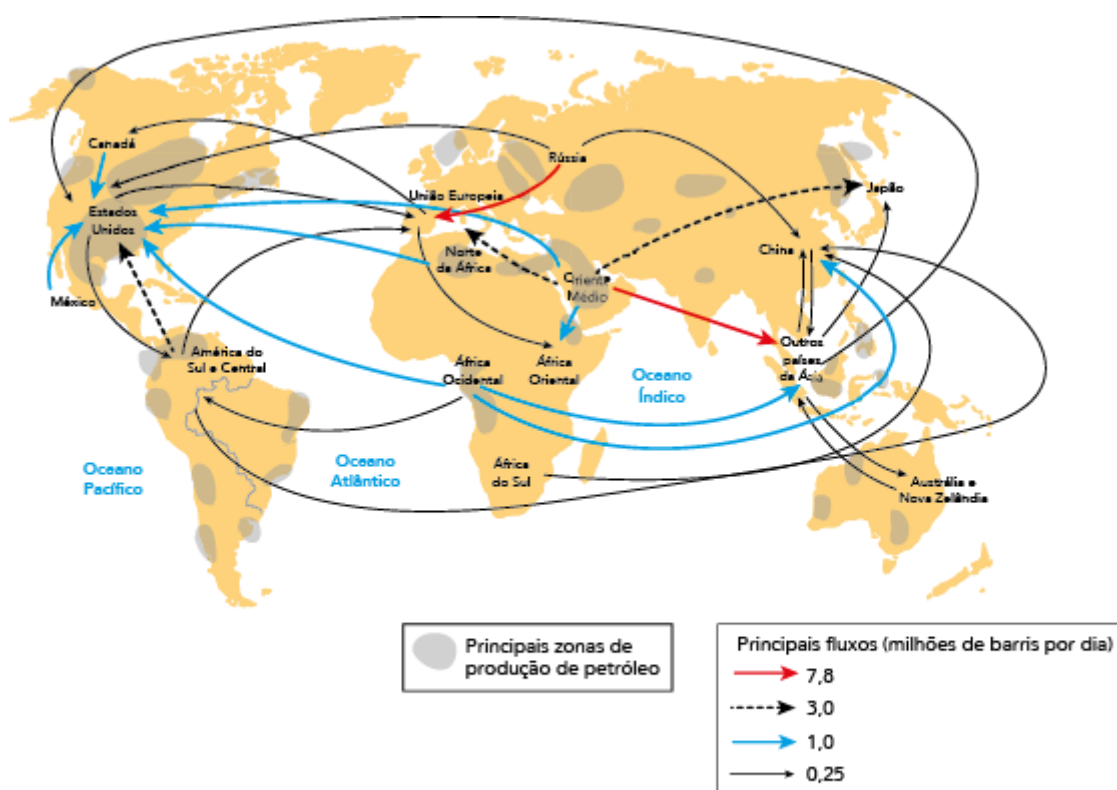 Canadá
Rússia
União Europeia
Japão
Estados
Unidos
Norte
da África
China
Oriente
Médio
México
Outros
países
da Ásia
América do
Sul e Central
África
Ocidental
África
Oriental
Oceano
Índico
Oceano
Pacífico
Oceano
Atlântico
África
do Sul
Austrália e
Nova Zelândia
Principais zonas de
produção de petróleo
Principais fluxos (milhões de barris por dia)
7,8
3,0
1,0
0,25